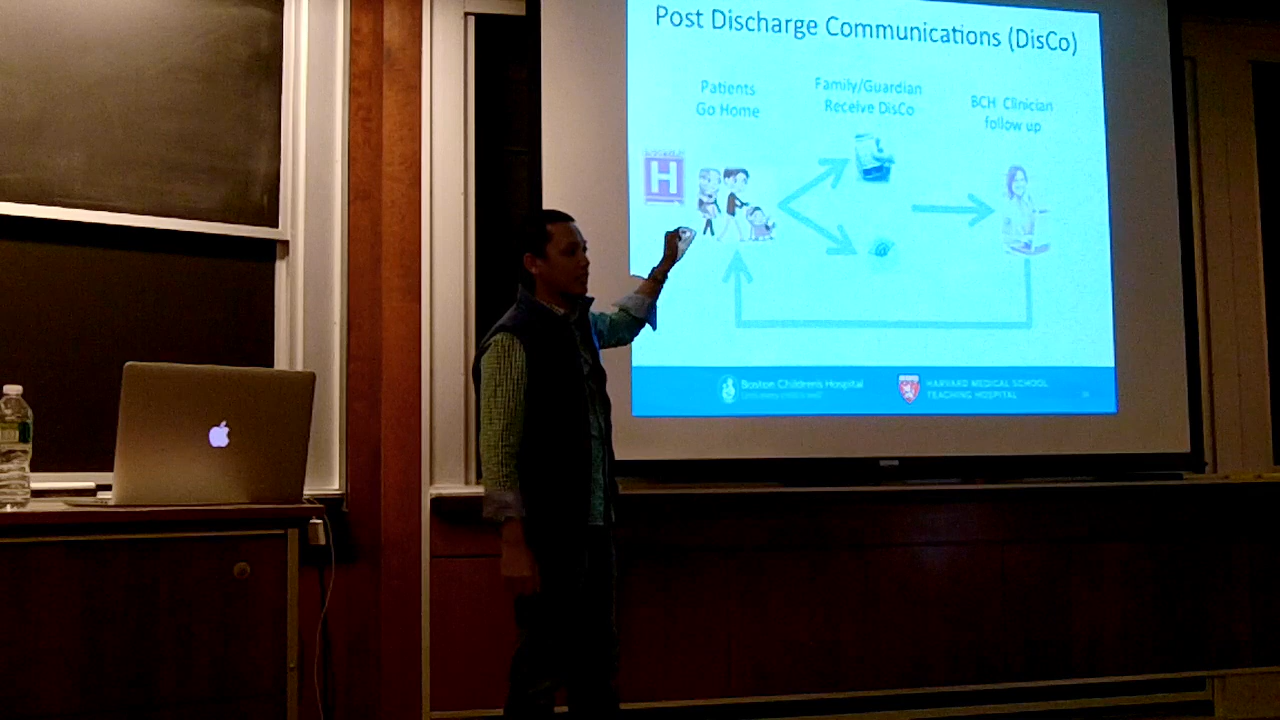 Post Discharge Communications (DisCo)
Patients
Go Home
Family/Guardian
Receive DisCo
BCH Clinician
follow up
H
Boston Children's Hospital
HARVARD MEDICAL SCHOOL
TEACHING HOSPITAL